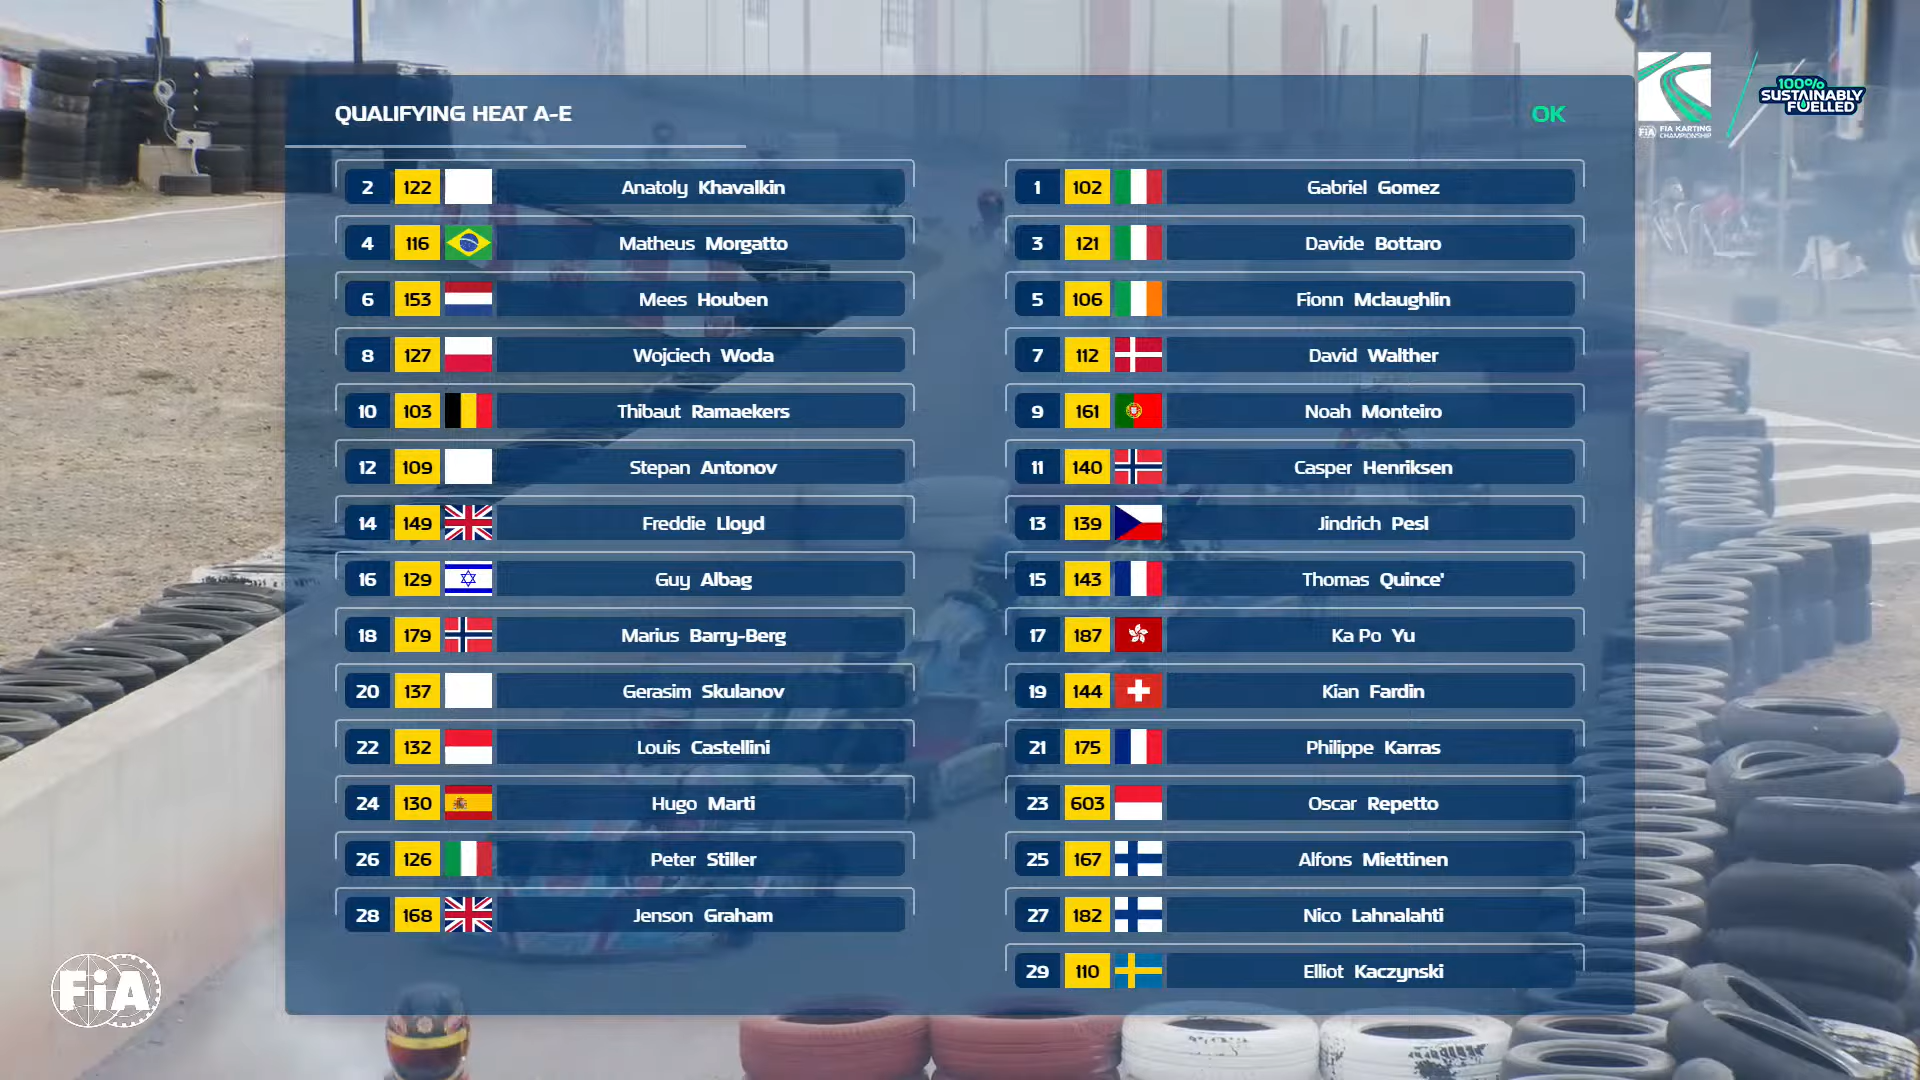 QUALIFYING HEAT A-E
OK
100%
SUSTAINABLY
FUELLED
FIA KARTING
CHAMPIONSHIP
2 122 Anatoly Khavalkin
1 102 Gabriel Gomez
4 116 Matheus Morgatto
3 121 Davide Bottaro
6 153 Mees Houben
5 106 Fionn Mclaughlin
8 127 Wojciech Woda
7 112 David Walther
10 103 Thibaut Ramaekers
9 161 Noah Monteiro
12 109 Stepan Antonov
11 140 Casper Henriksen
14 149 Freddie Lloyd
13 139 Jindrich Pesl
16 129 Guy Albag
15 143 Thomas Quince'
18 179 Marius Barry-Berg
17 187 Ka Po Yu
20 137 Gerasim Skulanov
19 144 Kian Fardin
22 132 Louis Castellini
21 175 Philippe Karras
24 130 Hugo Marti
23 603 Oscar Repetto
26 126 Peter Stiller
25 167 Alfons Miettinen
28 168 Jenson Graham
27 182 Nico Lahnalahti
29 110 Elliot Kaczynski
FIA